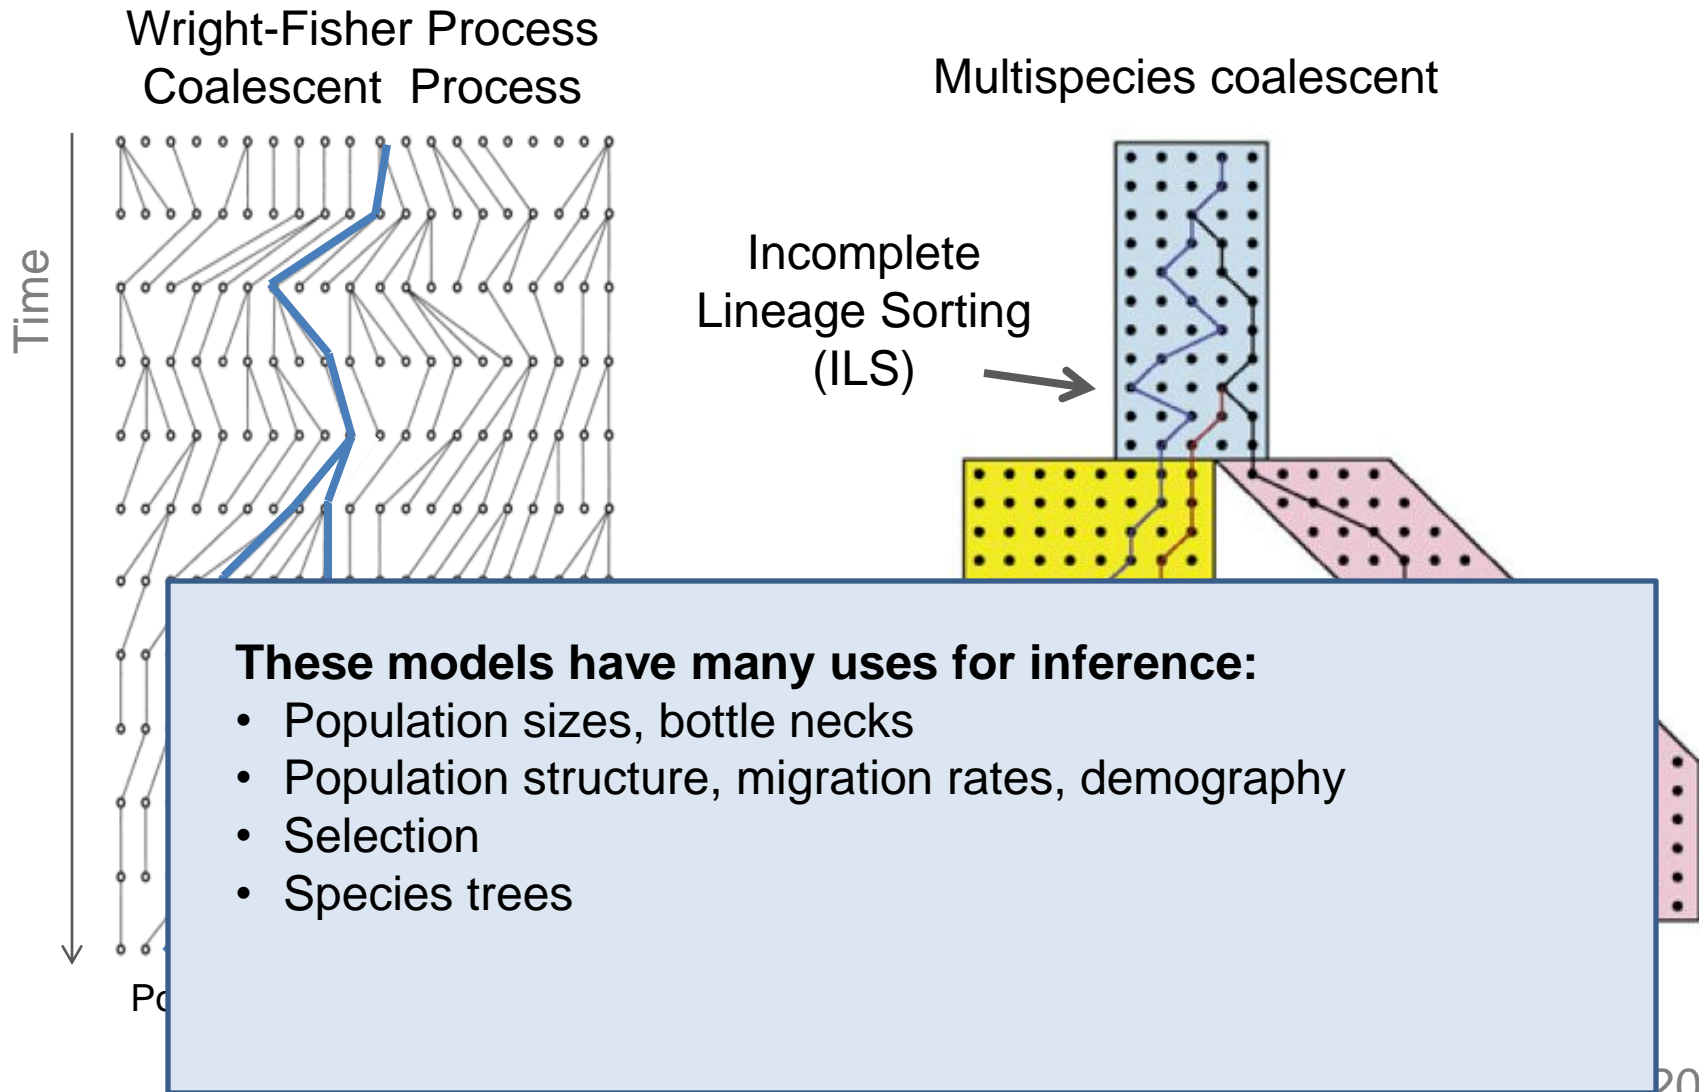 Wright-Fisher Process
Coalescent Process
Multispecies coalescent
Time
Incomplete
Lineage Sorting
(ILS)
These models have many uses for inference:
• Population sizes, bottle necks
• Population structure, migration rates, demography
• Selection
• Species trees